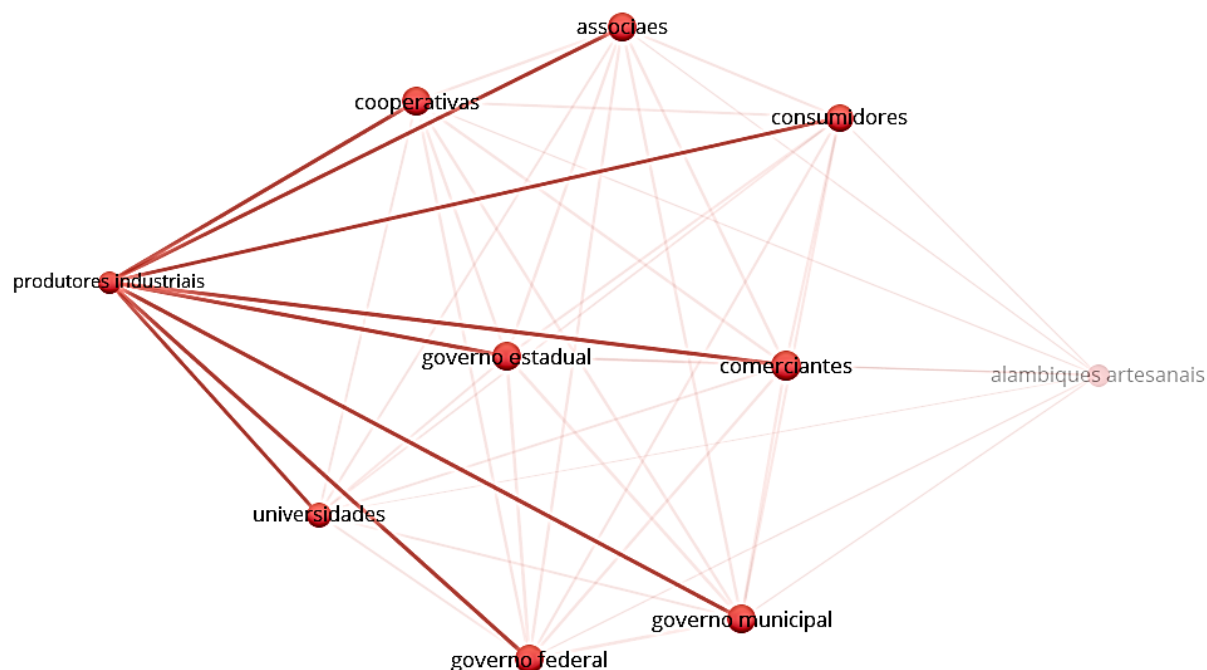 associaes
cooperativas
consumidores
produtores industriais
governo estadual
comerciantes
alambiques artesanais
universidades
governo municipal
governo federal